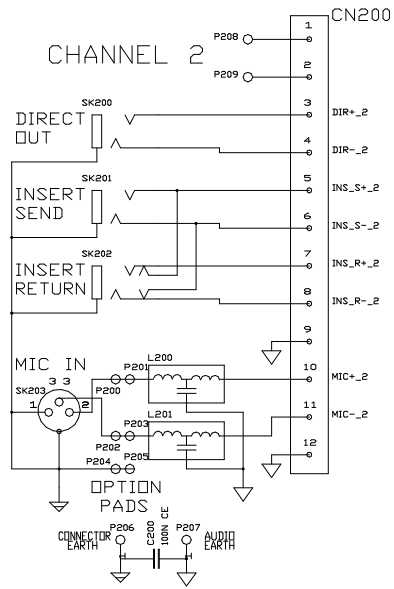 CN200
CHANNEL 2
P208
1
P209
2
SK200
3
DIR+_2
DIRECT
OUT
4
DIR-_2
SK201
5
INS_S+_2
INSERT
SEND
6
INS_S-_2
SK202
7
INS_R+_2
INSERT
RETURN
8
INS_R-_2
9
MIC IN
L200
P201
10
MIC+_2
3 3
P200
SK203
1
2
L201
11
MIC-_2
P203
P202
P204
P205
12
OPTION
PADS
P206
C200
100N CE
P207
CONNECTOR
EARTH
AUDIO
EARTH